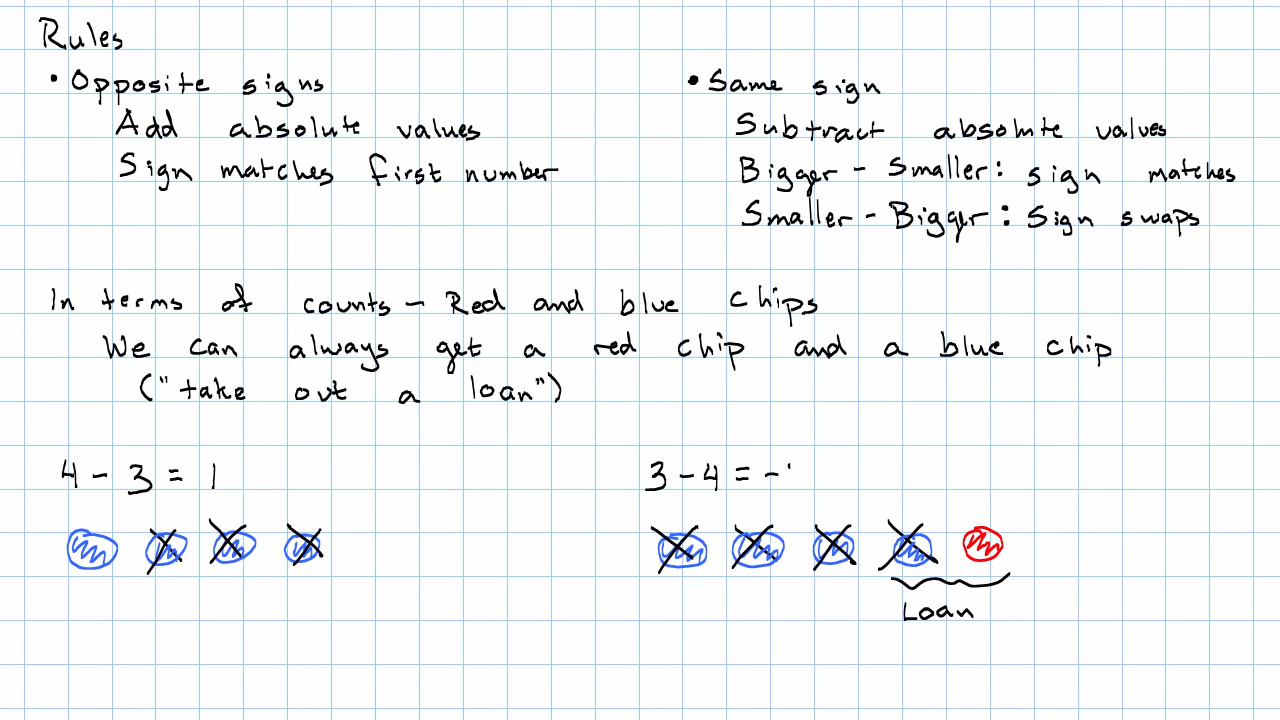 Rules
• Opposite signs
Add absolute values
Sign matches first number
• Same sign
Subtract absolute values
Bigger - Smaller: sign matches
Smaller - Bigger: Sign swaps
In terms of counts - Red and blue chips
We can always get a red chip and a blue chip
("take out a loan")
4 - 3 = 1
3 - 4 = -
Loan